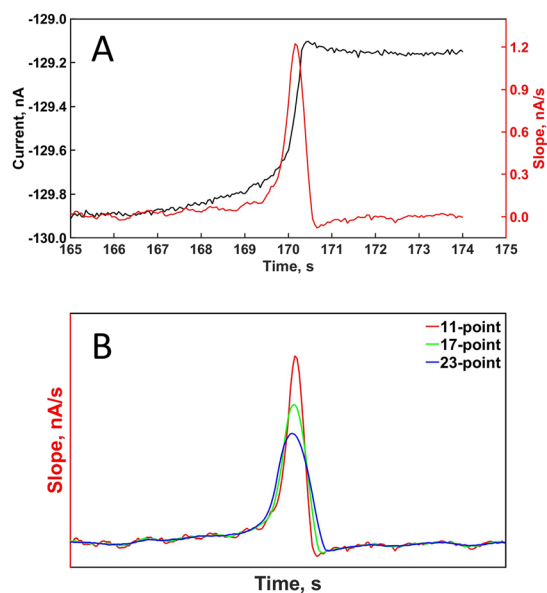 A
-129.0
-129.2
-129.4
-129.6
-129.8
-130.0
Current, nA
1.2
0.9
0.6
0.3
0.0
Slope, nA/s
165 166 167 168 169 170 171 172 173 174 175
Time, s
B
11-point
17-point
23-point
Slope, nA/s
Time, s